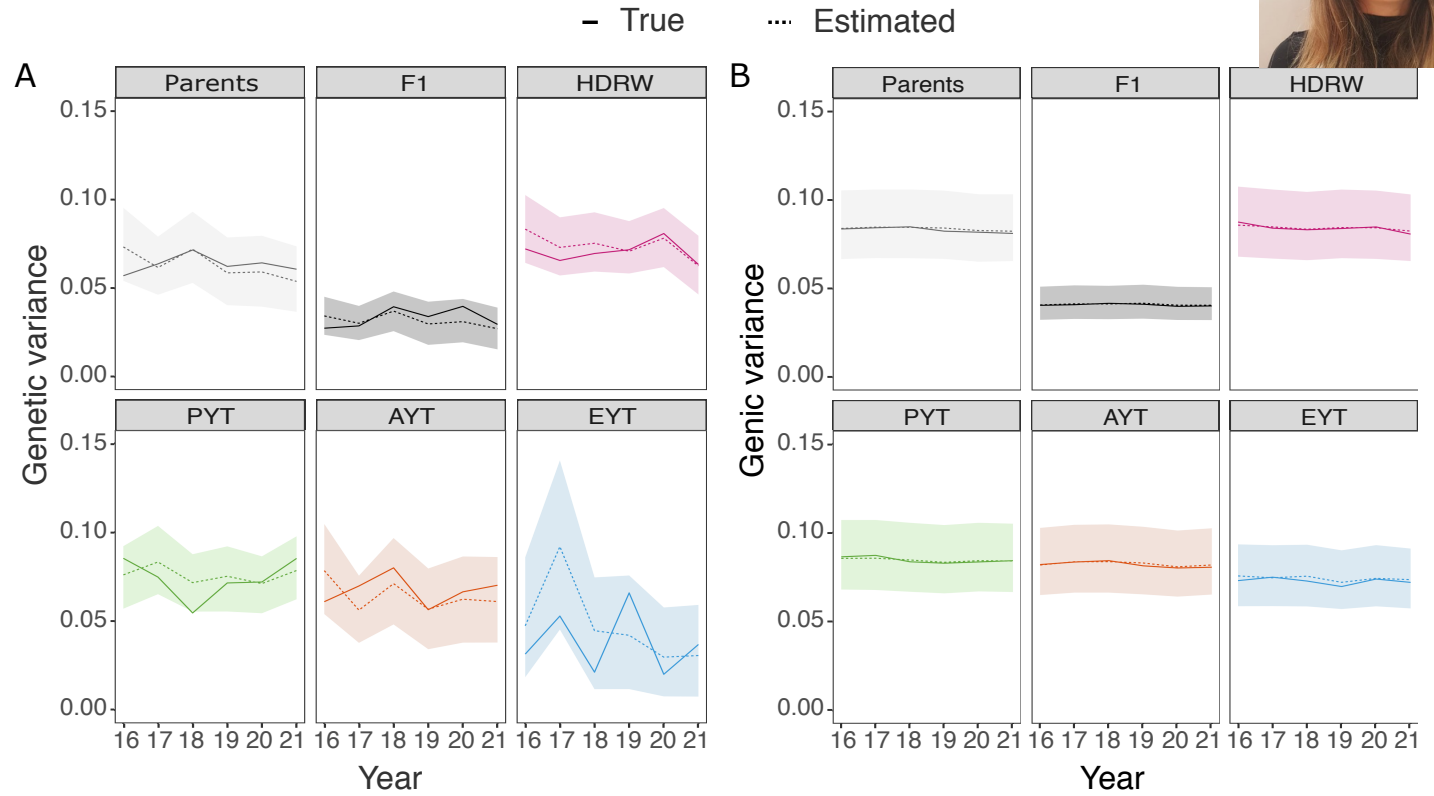 True Estimated
A
Parents F1 HDRW
0.15
0.10
0.05
0.00
PYT AYT EYT
0.15
0.10
0.05
0.00
16 17 18 19 20 21 16 17 18 19 20 21 16 17 18 19 20 21
Genetic variance
Year
B
Parents F1 HDRW
0.15
0.10
0.05
0.00
PYT AYT EYT
0.15
0.10
0.05
0.00
16 17 18 19 20 21 16 17 18 19 20 21 16 17 18 19 20 21
Genic variance
Year